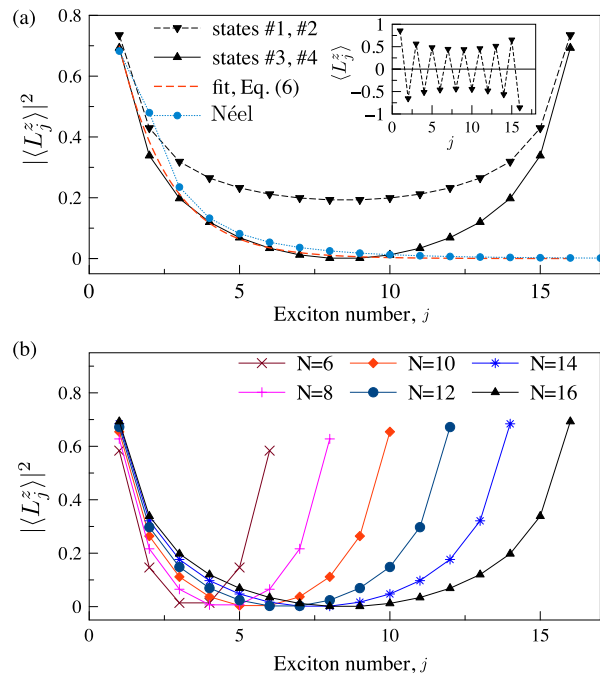 (a)
0.8
0.6
0.4
0.2
0
|⟨L_j^z⟩|²
states #1, #2
states #3, #4
fit, Eq. (6)
Néel
1
0.5
0
−0.5
−1
⟨L_j^z⟩
0 5 10 15
j
0 5 10 15
Exciton number, j
(b)
0.8
0.6
0.4
0.2
0
|⟨L_j^z⟩|²
N=6 N=10 N=14
N=8 N=12 N=16
0 5 10 15
Exciton number, j